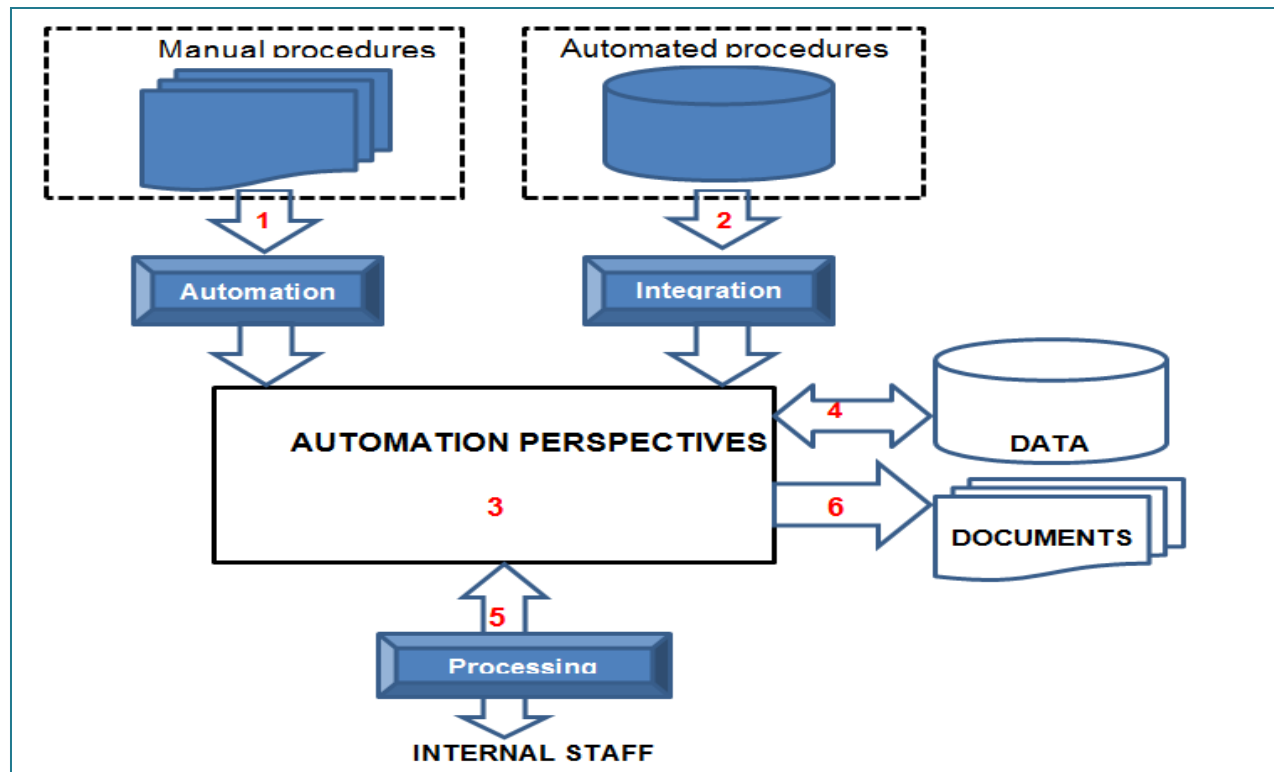 Manual procedures
Automated procedures
1
2
Automation
Integration
AUTOMATION PERSPECTIVES
3
4
DATA
6
DOCUMENTS
5
Processing
INTERNAL STAFF